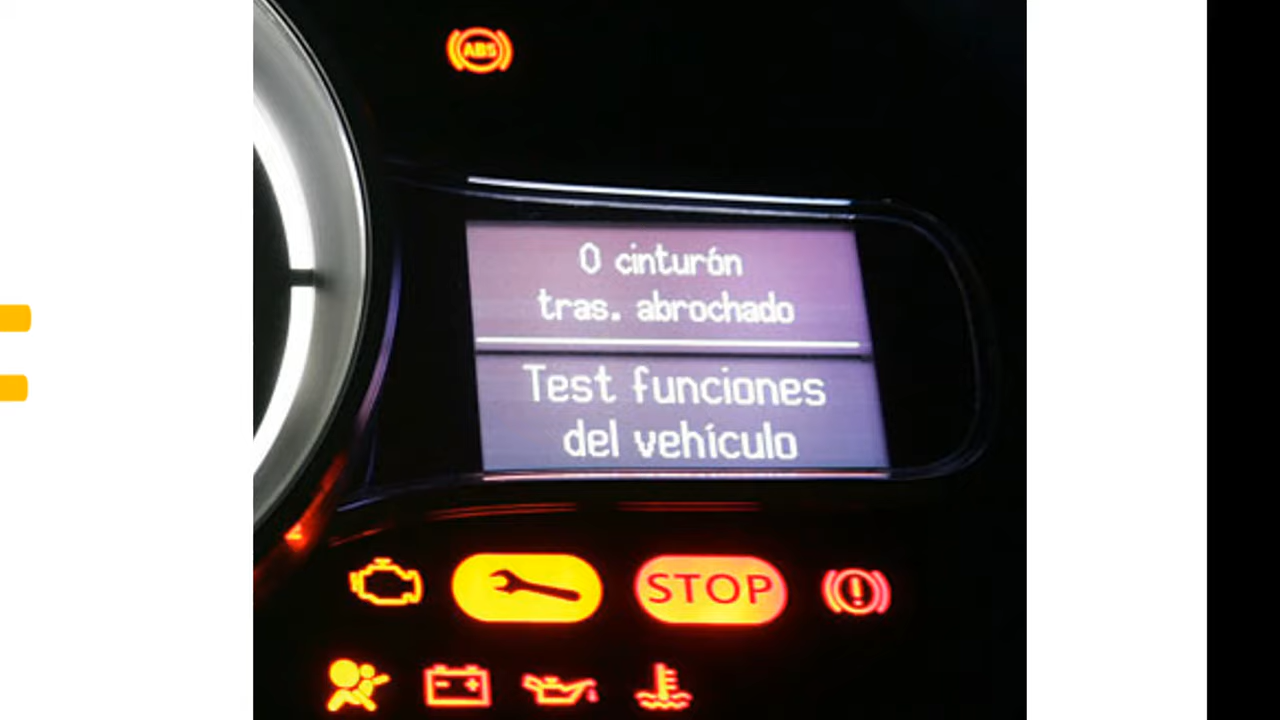 ABS
0 cinturón
tras. abrochado
Test funciones
del vehículo
STOP